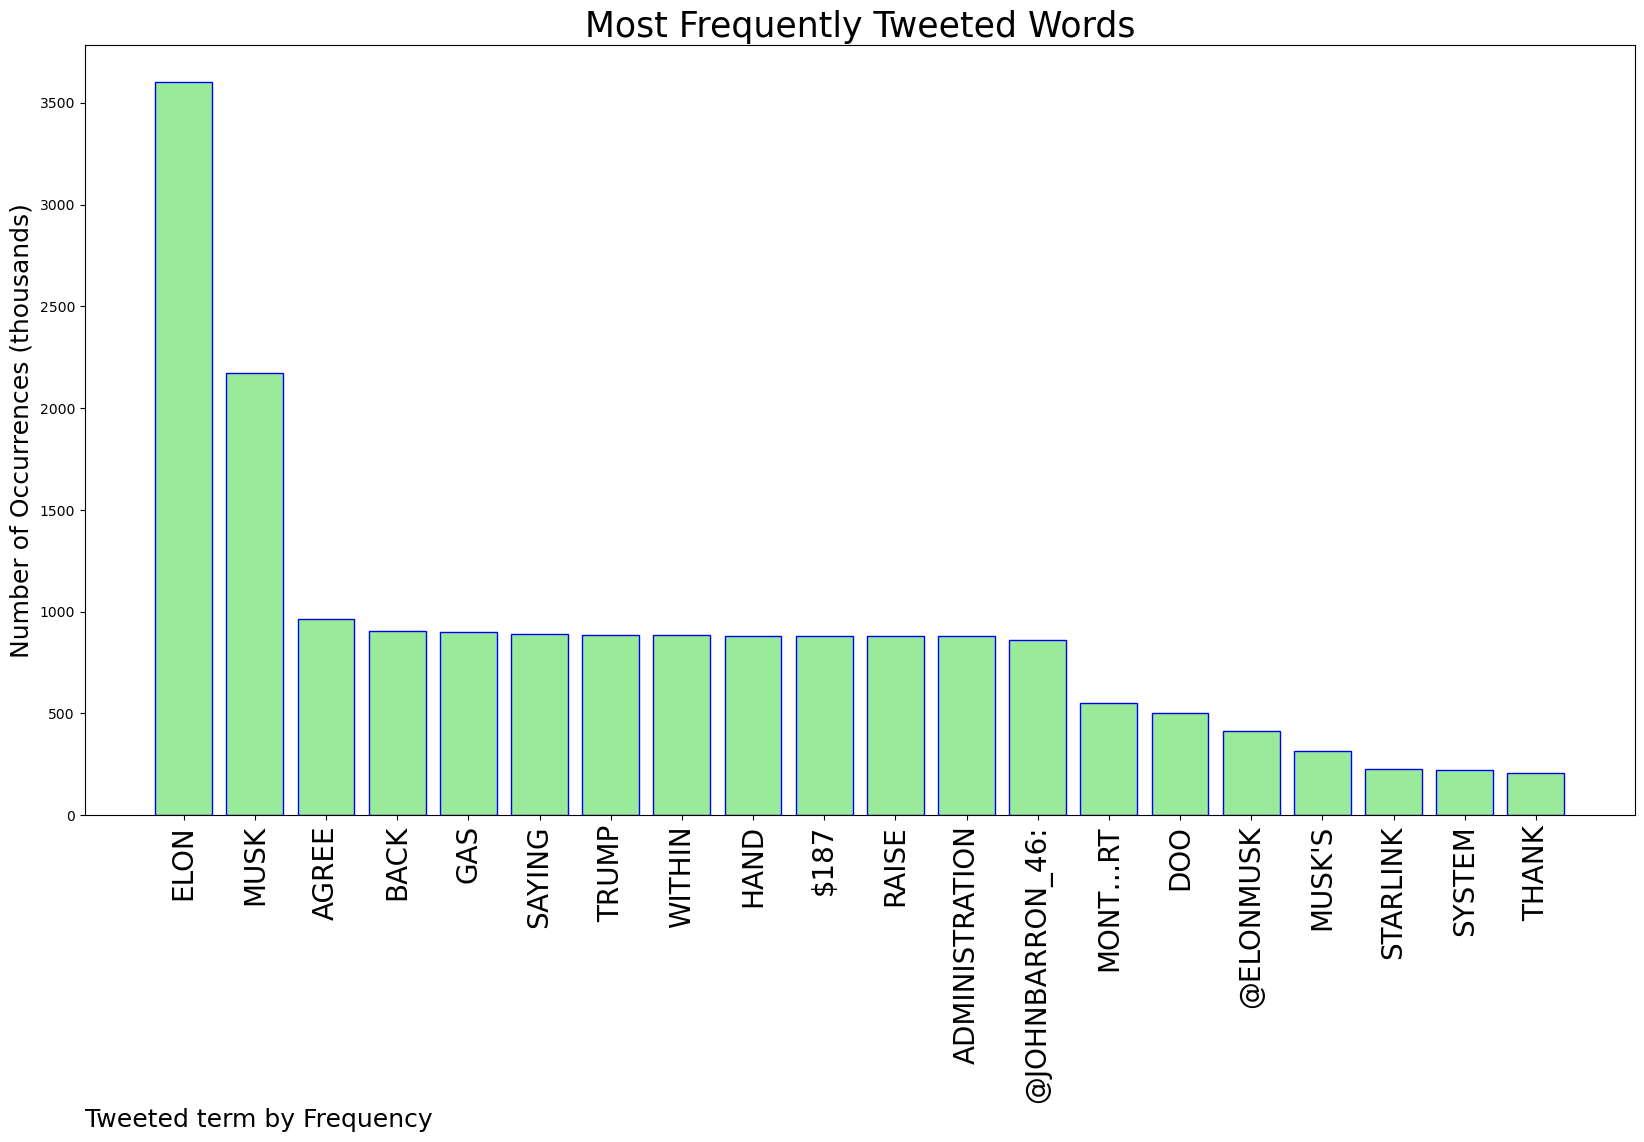 Most Frequently Tweeted Words
Number of Occurrences (thousands)
3500
3000
2500
2000
1500
1000
500
0
ELON
MUSK
AGREE
BACK
GAS
SAYING
TRUMP
WITHIN
HAND
$187
RAISE
ADMINISTRATION
@JOHNBARRON_46:
MONT…RT
DOO
@ELONMUSK
MUSK'S
STARLINK
SYSTEM
THANK
Tweeted term by Frequency